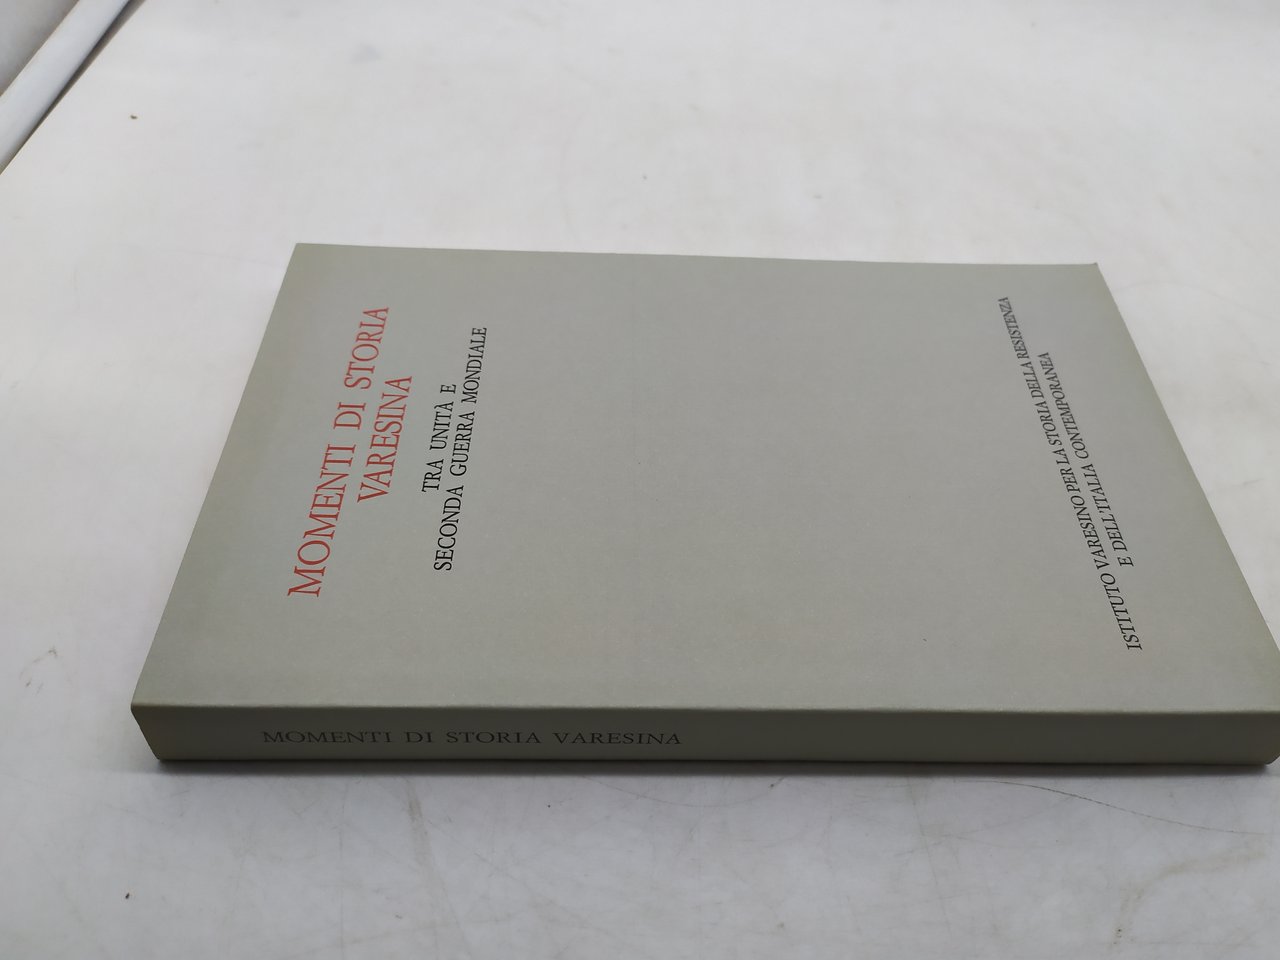 MOMENTI DI STORIA
VARESINA
TRA UNITÀ E
SECONDA GUERRA MONDIALE
ISTITUTO VARESINO PER LA STORIA DELLA RESISTENZA
E DELL'ITALIA CONTEMPORANEA
MOMENTI DI STORIA VARESINA